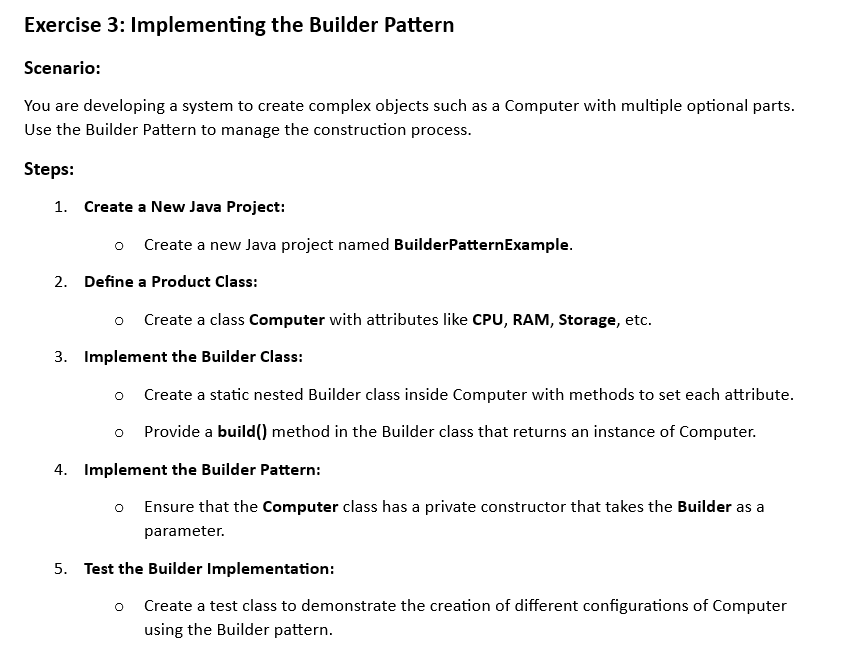 Exercise 3: Implementing the Builder Pattern
Scenario:
You are developing a system to create complex objects such as a Computer with multiple optional parts.
Use the Builder Pattern to manage the construction process.
Steps:
1. Create a New Java Project:
o Create a new Java project named BuilderPatternExample.
2. Define a Product Class:
o Create a class Computer with attributes like CPU, RAM, Storage, etc.
3. Implement the Builder Class:
o Create a static nested Builder class inside Computer with methods to set each attribute.
o Provide a build() method in the Builder class that returns an instance of Computer.
4. Implement the Builder Pattern:
o Ensure that the Computer class has a private constructor that takes the Builder as a
parameter.
5. Test the Builder Implementation:
o Create a test class to demonstrate the creation of different configurations of Computer
using the Builder pattern.